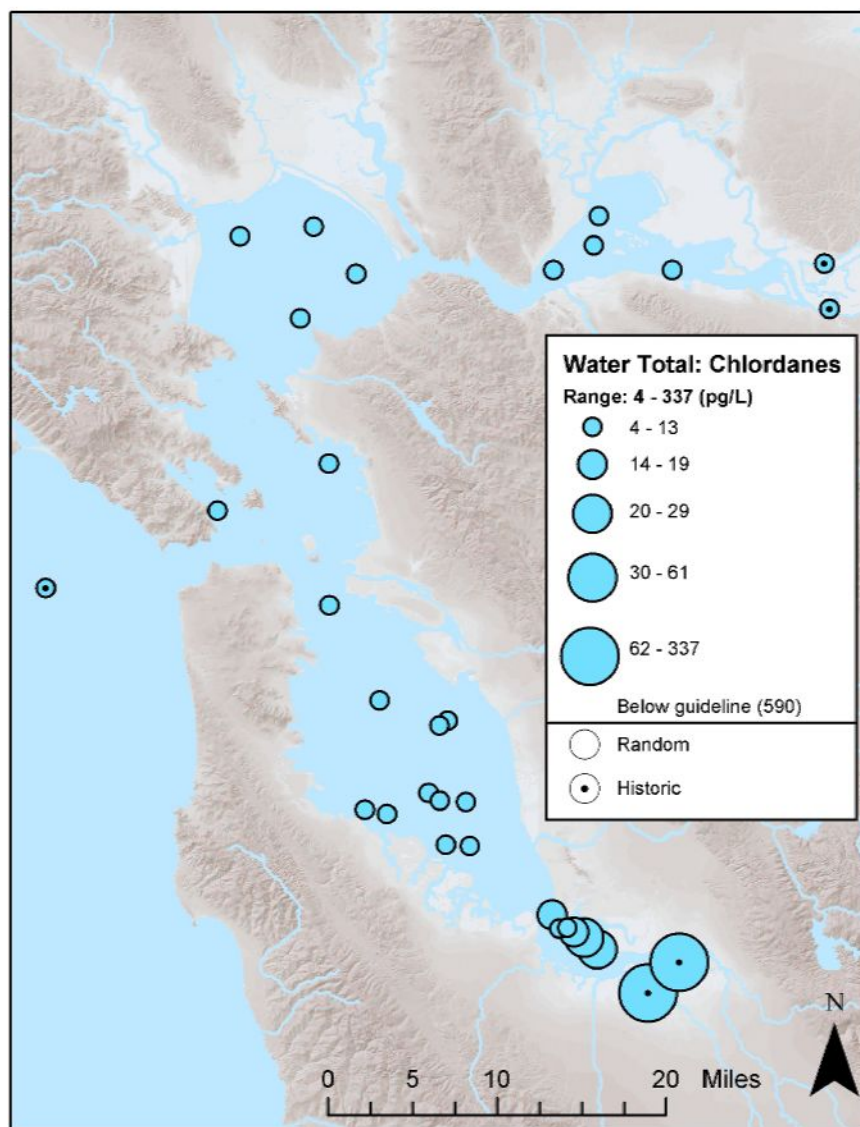 Water Total: Chlordanes
Range: 4 - 337 (pg/L)
4 - 13
14 - 19
20 - 29
30 - 61
62 - 337
Below guideline (590)
Random
Historic
N
0 5 10 20 Miles